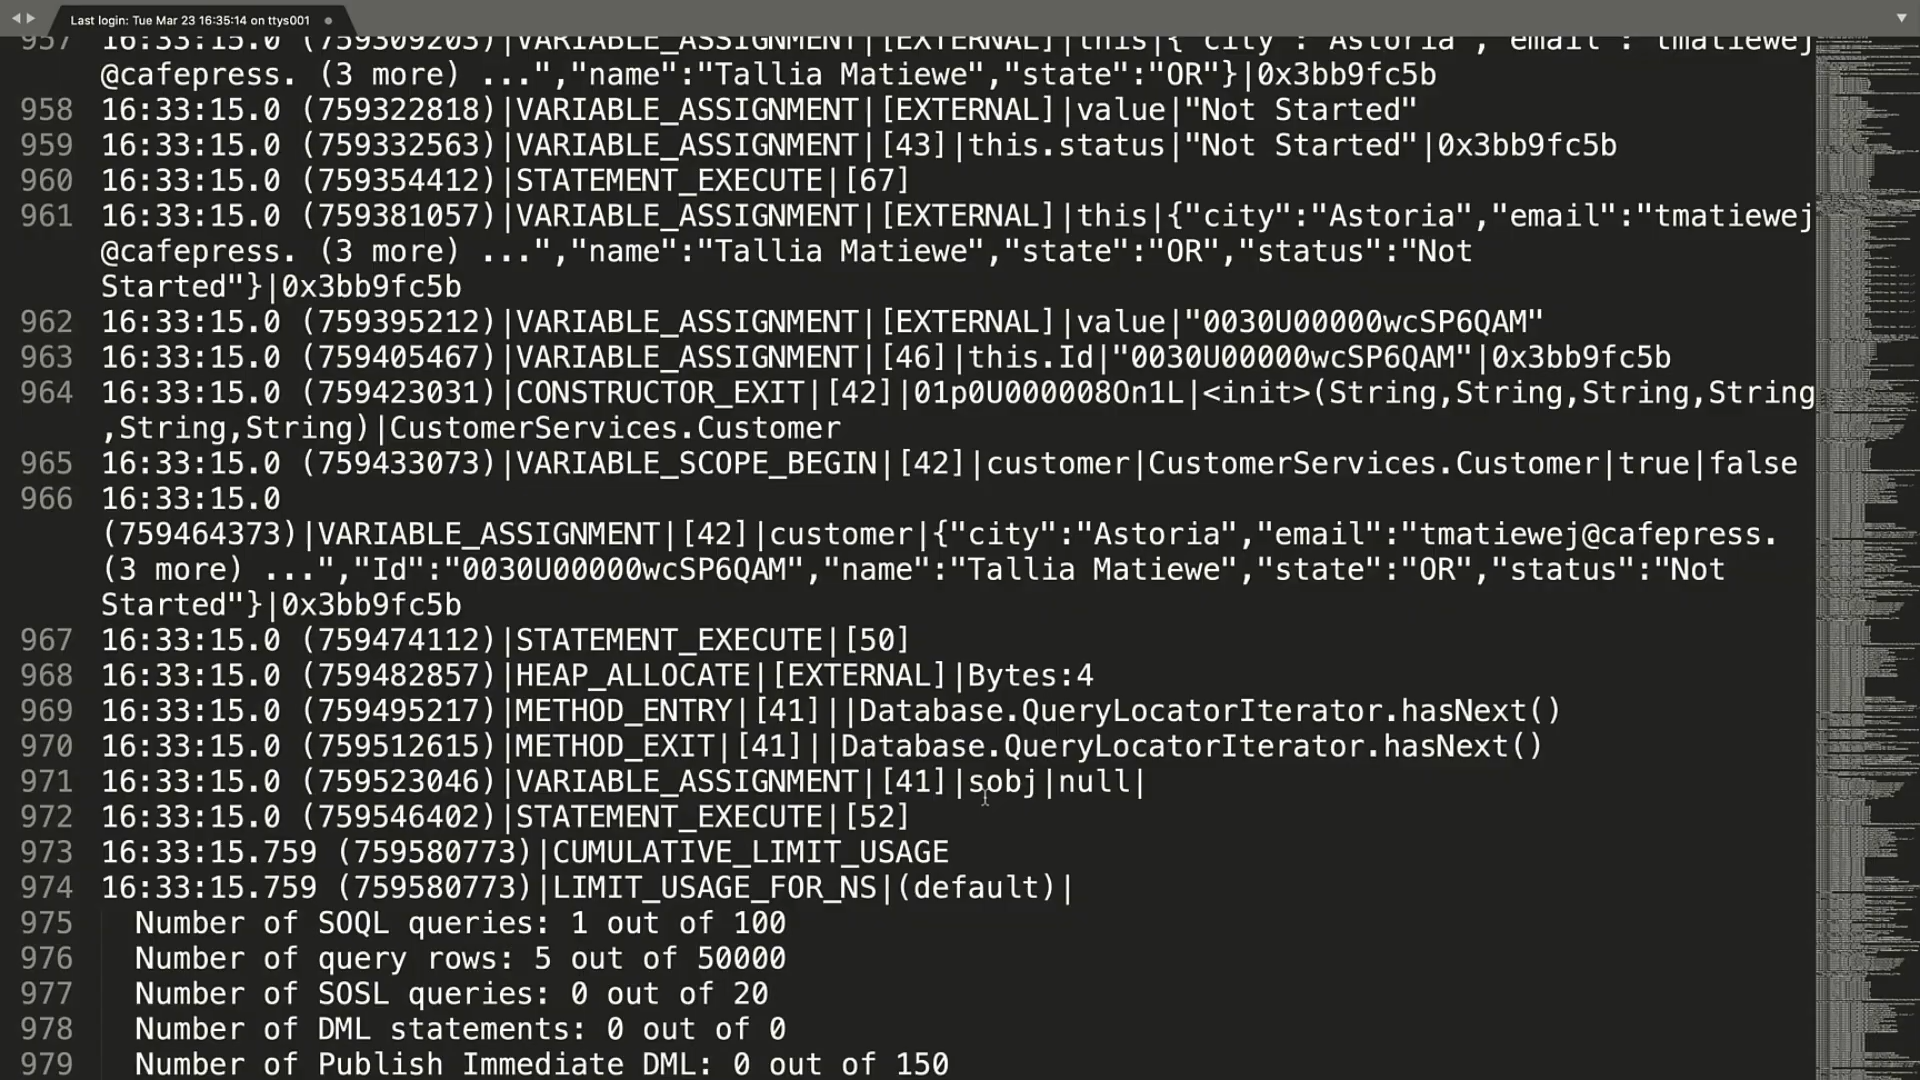 Last login: Tue Mar 23 16:35:14 on ttys001
957 16:33:15.0 (759309203)|VARIABLE_ASSIGNMENT|[EXTERNAL]|this|{"city":"Astoria","email":"tmatiewej
@cafepress. (3 more) ...","name":"Tallia Matiewe","state":"OR"}|0x3bb9fc5b
958 16:33:15.0 (759322818)|VARIABLE_ASSIGNMENT|[EXTERNAL]|value|"Not Started"
959 16:33:15.0 (759332563)|VARIABLE_ASSIGNMENT|[43]|this.status|"Not Started"|0x3bb9fc5b
960 16:33:15.0 (759354412)|STATEMENT_EXECUTE|[67]
961 16:33:15.0 (759381057)|VARIABLE_ASSIGNMENT|[EXTERNAL]|this|{"city":"Astoria","email":"tmatiewej
@cafepress. (3 more) ...","name":"Tallia Matiewe","state":"OR","status":"Not
Started"}|0x3bb9fc5b
962 16:33:15.0 (759395212)|VARIABLE_ASSIGNMENT|[EXTERNAL]|value|"0030U00000wcSP6QAM"
963 16:33:15.0 (759405467)|VARIABLE_ASSIGNMENT|[46]|this.Id|"0030U00000wcSP6QAM"|0x3bb9fc5b
964 16:33:15.0 (759423031)|CONSTRUCTOR_EXIT|[42]|01p0U000008On1L|<init>(String,String,String,String
,String,String)|CustomerServices.Customer
965 16:33:15.0 (759433073)|VARIABLE_SCOPE_BEGIN|[42]|customer|CustomerServices.Customer|true|false
966 16:33:15.0
(759464373)|VARIABLE_ASSIGNMENT|[42]|customer|{"city":"Astoria","email":"tmatiewej@cafepress.
(3 more) ...","Id":"0030U00000wcSP6QAM","name":"Tallia Matiewe","state":"OR","status":"Not
Started"}|0x3bb9fc5b
967 16:33:15.0 (759474112)|STATEMENT_EXECUTE|[50]
968 16:33:15.0 (759482857)|HEAP_ALLOCATE|[EXTERNAL]|Bytes:4
969 16:33:15.0 (759495217)|METHOD_ENTRY|[41]||Database.QueryLocatorIterator.hasNext()
970 16:33:15.0 (759512615)|METHOD_EXIT|[41]||Database.QueryLocatorIterator.hasNext()
971 16:33:15.0 (759523046)|VARIABLE_ASSIGNMENT|[41]|sobj|null|
972 16:33:15.0 (759546402)|STATEMENT_EXECUTE|[52]
973 16:33:15.759 (759580773)|CUMULATIVE_LIMIT_USAGE
974 16:33:15.759 (759580773)|LIMIT_USAGE_FOR_NS|(default)|
975 Number of SOQL queries: 1 out of 100
976 Number of query rows: 5 out of 50000
977 Number of SOSL queries: 0 out of 20
978 Number of DML statements: 0 out of 0
979 Number of Publish Immediate DML: 0 out of 150